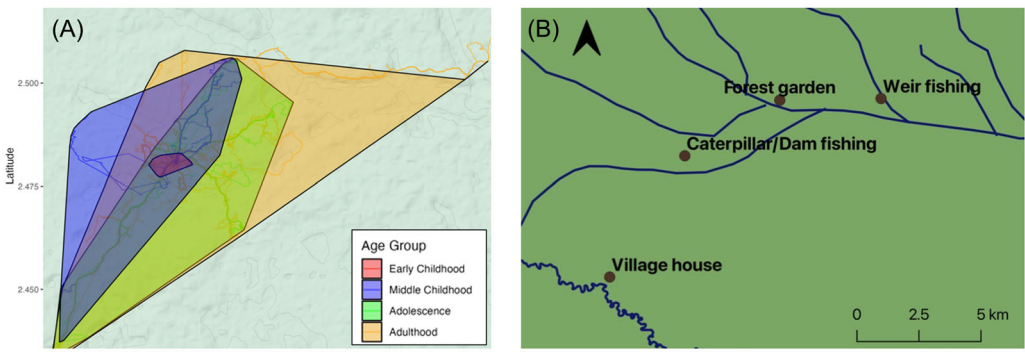 (A)
2.500
2.475
2.450
Latitude
Age Group
Early Childhood
Middle Childhood
Adolescence
Adulthood
(B)
Forest garden
Weir fishing
Caterpillar/Dam fishing
Village house
0 2.5 5 km